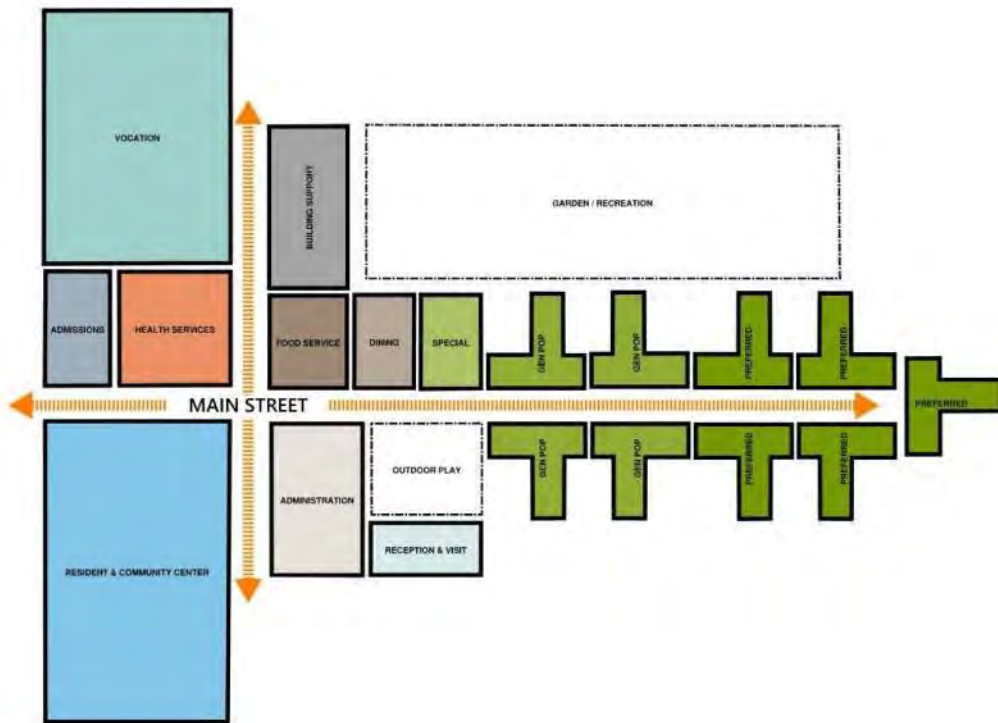 VOCATION
BUILDING SUPPORT
GARDEN / RECREATION
ADMISSIONS
HEALTH SERVICES
FOOD SERVICE
DINING
SPECIAL
GEN POP
GEN POP
PREFERRED
PREFERRED
PREFERRED
MAIN STREET
RESIDENT & COMMUNITY CENTER
ADMINISTRATION
OUTDOOR PLAY
RECEPTION & VISIT
GEN POP
GEN POP
PREFERRED
PREFERRED